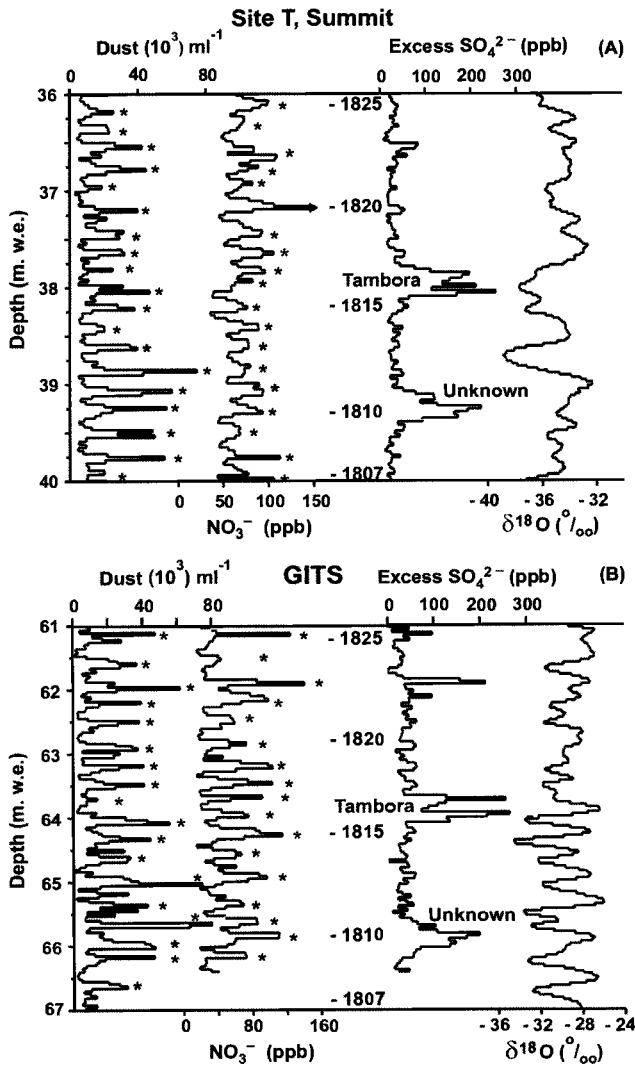 Site T, Summit
Dust (10³) ml⁻¹ Excess SO₄²⁻ (ppb) (A)
0 40 80 0 100 200 300
36 - 1825
37 - 1820
Tambora
38 - 1815
39 Unknown
- 1810
40 - 1807
Depth (m. w.e.)
0 50 100 150 - 40 - 36 - 32
NO₃⁻ (ppb) δ¹⁸O (⁰/₀₀)
Dust (10³) ml⁻¹ GITS Excess SO₄²⁻ (ppb) (B)
0 40 80 0 100 200 300
61 - 1825
62
- 1820
63
Tambora
64 - 1815
65 Unknown
66 - 1810
67 - 1807
Depth (m. w.e.)
0 80 160 - 36 - 32 - 28 - 24
NO₃⁻ (ppb) δ¹⁸O (⁰/₀₀)